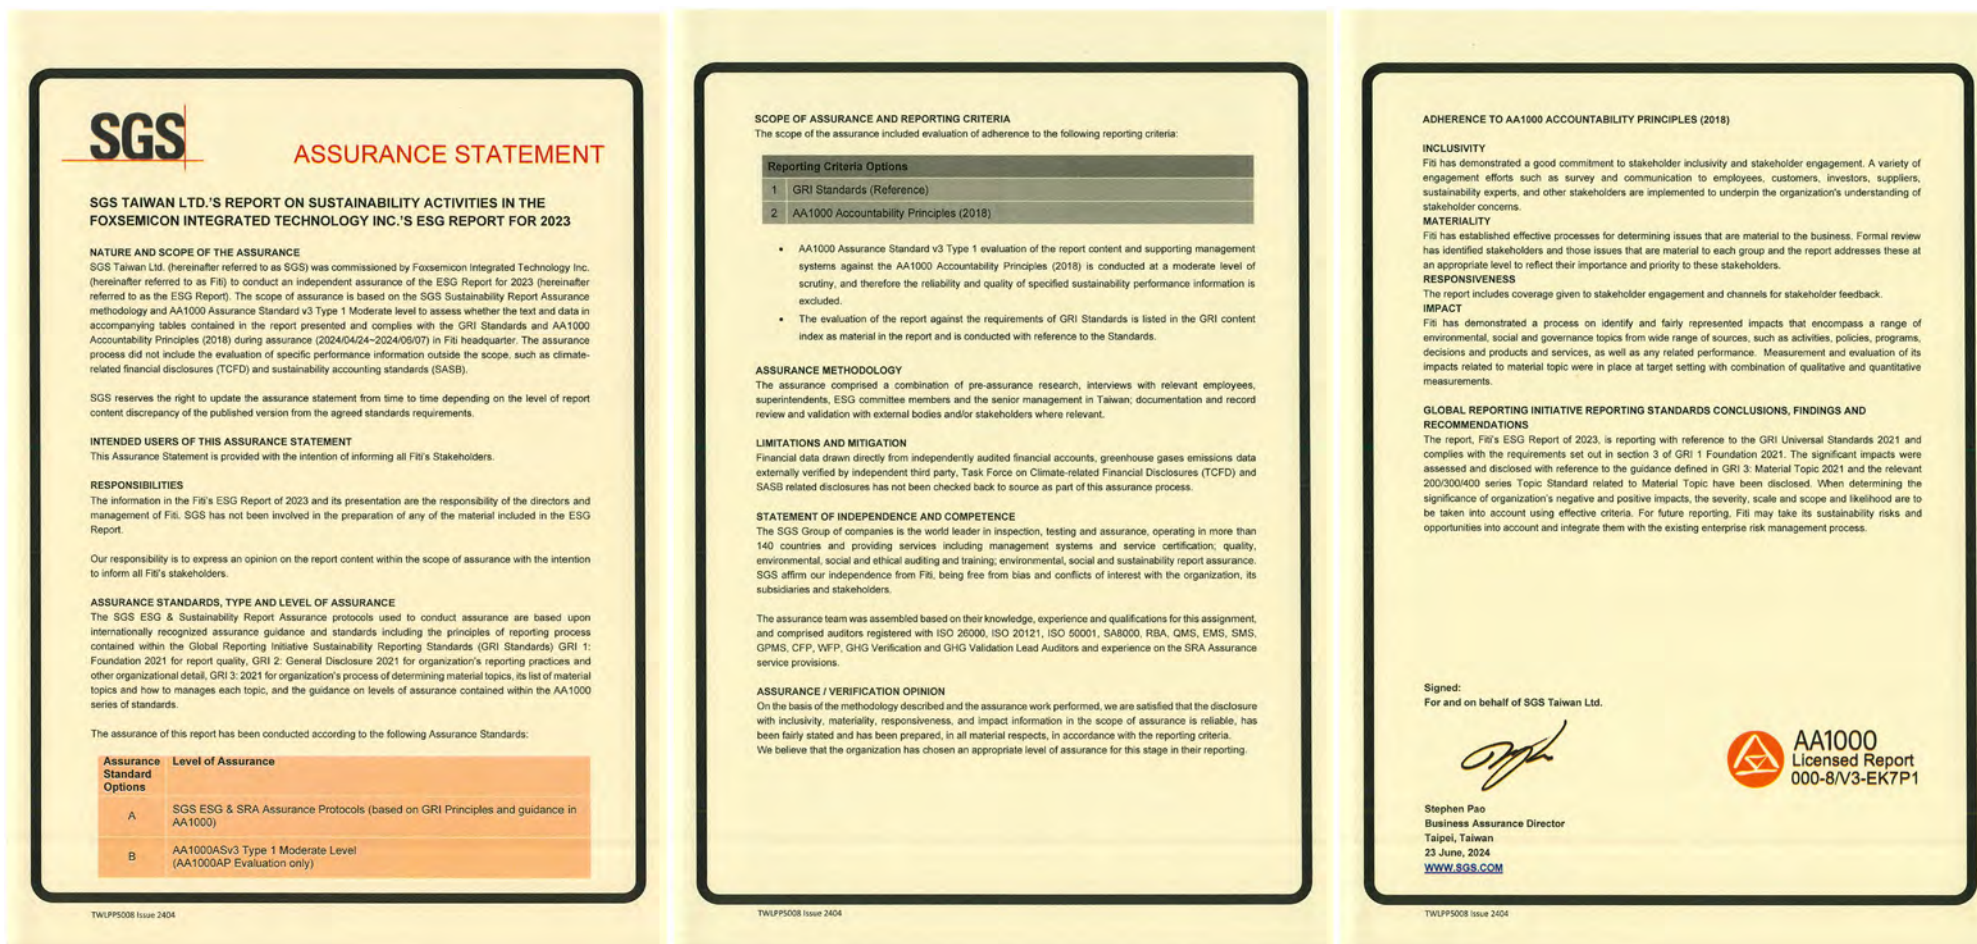 SGS
ASSURANCE STATEMENT
SGS TAIWAN LTD.'S REPORT ON SUSTAINABILITY ACTIVITIES IN THE
FOXSEMICON INTEGRATED TECHNOLOGY INC.'S ESG REPORT FOR 2023
NATURE AND SCOPE OF THE ASSURANCE
SGS Taiwan Ltd. (hereinafter referred to as SGS) was commissioned by Foxsemicon Integrated Technology Inc.
(hereinafter referred to as Fiti) to conduct an independent assurance of the ESG Report for 2023 (hereinafter
referred to as the ESG Report). The scope of assurance is based on the SGS Sustainability Report Assurance
methodology and AA1000 Assurance Standard v3 Type 1 Moderate level to assess whether the text and data in
accompanying tables contained in the report presented and complies with the GRI Standards and AA1000
Accountability Principles (2018) during assurance (2024/04/24~2024/06/07) in Fiti headquarter. The assurance
process did not include the evaluation of specific performance information outside the scope, such as climate-
related financial disclosures (TCFD) and sustainability accounting standards (SASB).
SGS reserves the right to update the assurance statement from time to time depending on the level of report
content discrepancy of the published version from the agreed standards requirements.
INTENDED USERS OF THIS ASSURANCE STATEMENT
This Assurance Statement is provided with the intention of informing all Fiti's Stakeholders.
RESPONSIBILITIES
The information in the Fiti's ESG Report of 2023 and its presentation are the responsibility of the directors and
management of Fiti. SGS has not been involved in the preparation of any of the material included in the ESG
Report.
Our responsibility is to express an opinion on the report content within the scope of assurance with the intention
to inform all Fiti's stakeholders.
ASSURANCE STANDARDS, TYPE AND LEVEL OF ASSURANCE
The SGS ESG & Sustainability Report Assurance protocols used to conduct assurance are based upon
internationally recognized assurance guidance and standards including the principles of reporting process
contained within the Global Reporting Initiative Sustainability Reporting Standards (GRI Standards) GRI 1:
Foundation 2021 for report quality, GRI 2: General Disclosure 2021 for organization's reporting practices and
other organizational detail, GRI 3: 2021 for organization's process of determining material topics, its list of material
topics and how to manages each topic, and the guidance on levels of assurance contained within the AA1000
series of standards.
The assurance of this report has been conducted according to the following Assurance Standards:
Assurance Standard Options
Level of Assurance
A
SGS ESG & SRA Assurance Protocols (based on GRI Principles and guidance in
AA1000)
B
AA1000ASv3 Type 1 Moderate Level
(AA1000AP Evaluation only)
TWLPP5008 Issue 2404
SCOPE OF ASSURANCE AND REPORTING CRITERIA
The scope of the assurance included evaluation of adherence to the following reporting criteria:
Reporting Criteria Options
1 GRI Standards (Reference)
2 AA1000 Accountability Principles (2018)
• AA1000 Assurance Standard v3 Type 1 evaluation of the report content and supporting management
systems against the AA1000 Accountability Principles (2018) is conducted at a moderate level of
scrutiny, and therefore the reliability and quality of specified sustainability performance information is
excluded.
• The evaluation of the report against the requirements of GRI Standards is listed in the GRI content
index as material in the report and is conducted with reference to the Standards.
ASSURANCE METHODOLOGY
The assurance comprised a combination of pre-assurance research, interviews with relevant employees,
superintendents, ESG committee members and the senior management in Taiwan; documentation and record
review and validation with external bodies and/or stakeholders where relevant.
LIMITATIONS AND MITIGATION
Financial data drawn directly from independently audited financial accounts, greenhouse gases emissions data
externally verified by independent third party, Task Force on Climate-related Financial Disclosures (TCFD) and
SASB related disclosures has not been checked back to source as part of this assurance process.
STATEMENT OF INDEPENDENCE AND COMPETENCE
The SGS Group of companies is the world leader in inspection, testing and assurance, operating in more than
140 countries and providing services including management systems and service certification; quality,
environmental, social and ethical auditing and training; environmental, social and sustainability report assurance.
SGS affirm our independence from Fiti, being free from bias and conflicts of interest with the organization, its
subsidiaries and stakeholders.
The assurance team was assembled based on their knowledge, experience and qualifications for this assignment,
and comprised auditors registered with ISO 26000, ISO 20121, ISO 50001, SA8000, RBA, QMS, EMS, SMS,
GPMS, CFP, WFP, GHG Verification and GHG Validation Lead Auditors and experience on the SRA Assurance
service provisions.
ASSURANCE / VERIFICATION OPINION
On the basis of the methodology described and the assurance work performed, we are satisfied that the disclosure
with inclusivity, materiality, responsiveness, and impact information in the scope of assurance is reliable, has
been fairly stated and has been prepared, in all material respects, in accordance with the reporting criteria.
We believe that the organization has chosen an appropriate level of assurance for this stage in their reporting.
TWLPP5008 Issue 2404
ADHERENCE TO AA1000 ACCOUNTABILITY PRINCIPLES (2018)
INCLUSIVITY
Fiti has demonstrated a good commitment to stakeholder inclusivity and stakeholder engagement. A variety of
engagement efforts such as survey and communication to employees, customers, investors, suppliers,
sustainability experts, and other stakeholders are implemented to underpin the organization's understanding of
stakeholder concerns.
MATERIALITY
Fiti has established effective processes for determining issues that are material to the business. Formal review
has identified stakeholders and those issues that are material to each group and the report addresses these at
an appropriate level to reflect their importance and priority to these stakeholders.
RESPONSIVENESS
The report includes coverage given to stakeholder engagement and channels for stakeholder feedback.
IMPACT
Fiti has demonstrated a process on identify and fairly represented impacts that encompass a range of
environmental, social and governance topics from wide range of sources, such as activities, policies, programs,
decisions and products and services, as well as any related performance. Measurement and evaluation of its
impacts related to material topic were in place at target setting with combination of qualitative and quantitative
measurements.
GLOBAL REPORTING INITIATIVE REPORTING STANDARDS CONCLUSIONS, FINDINGS AND
RECOMMENDATIONS
The report, Fiti's ESG Report of 2023, is reporting with reference to the GRI Universal Standards 2021 and
complies with the requirements set out in section 3 of GRI 1 Foundation 2021. The significant impacts were
assessed and disclosed with reference to the guidance defined in GRI 3: Material Topic 2021 and the relevant
200/300/400 series Topic Standard related to Material Topic have been disclosed. When determining the
significance of organization's negative and positive impacts, the severity, scale and scope and likelihood are to
be taken into account using effective criteria. For future reporting, Fiti may take its sustainability risks and
opportunities into account and integrate them with the existing enterprise risk management process.
Signed:
For and on behalf of SGS Taiwan Ltd.
Stephen Pao
Business Assurance Director
Taipei, Taiwan
23 June, 2024
WWW.SGS.COM
AA1000
Licensed Report
000-8/V3-EK7P1
TWLPP5008 Issue 2404